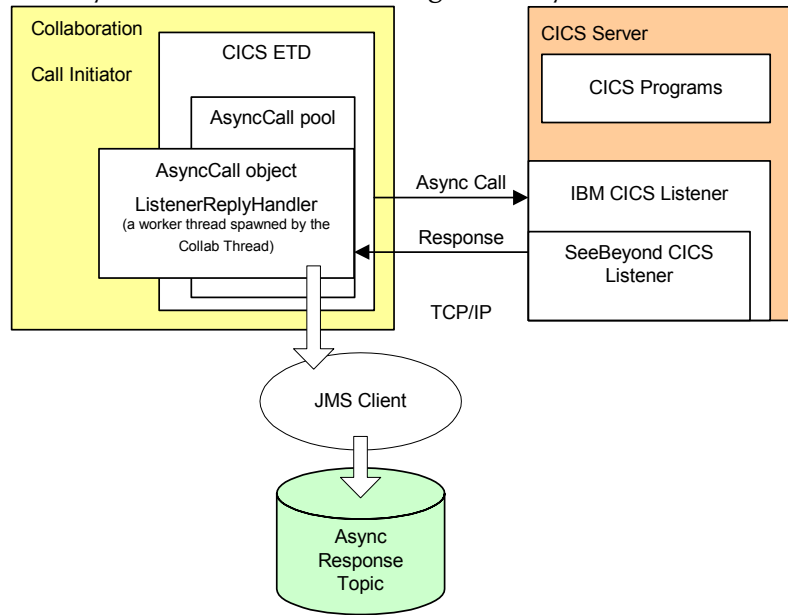 Collaboration
Call Initiator
CICS ETD
AsyncCall pool
AsyncCall object
ListenerReplyHandler
(a worker thread spawned by the
Collab Thread)
Async Call
Response
TCP/IP
CICS Server
CICS Programs
IBM CICS Listener
SeeBeyond CICS
Listener
JMS Client
Async
Response
Topic